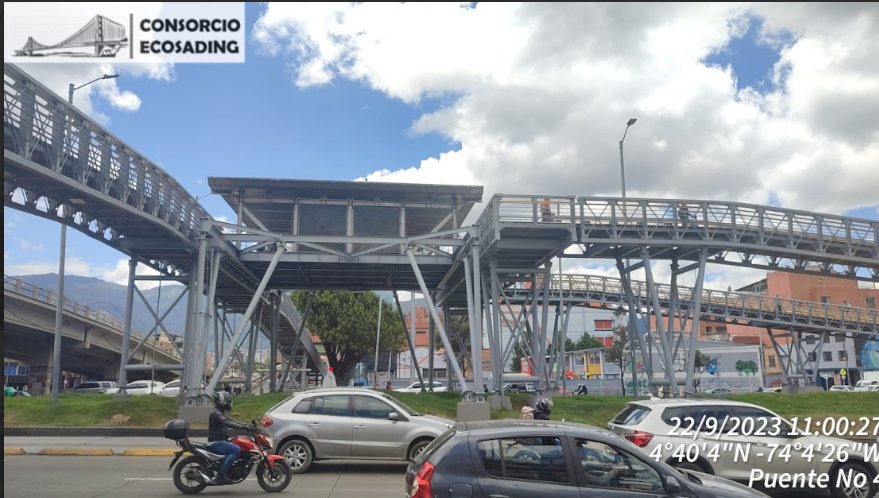 CONSORCIO
ECOSADING
22/9/2023 11:00:27
4°40'4"N -74°4'26"W
Puente No 4